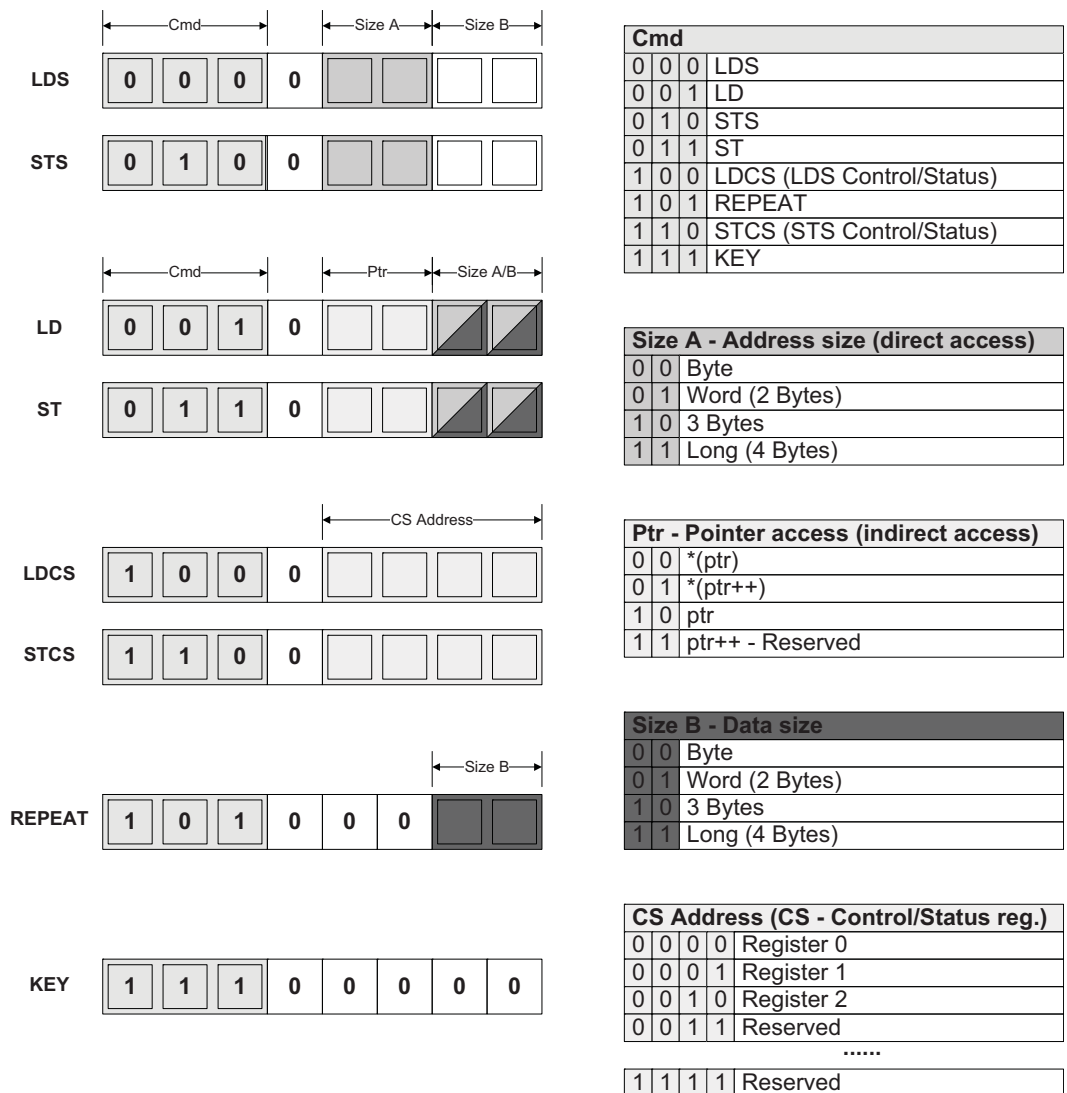 Cmd Size A Size B
LDS 0 0 0 0
STS 0 1 0 0
Cmd Ptr Size A/B
LD 0 0 1 0
ST 0 1 1 0
CS Address
LDCS 1 0 0 0
STCS 1 1 0 0
Size B
REPEAT 1 0 1 0 0 0
KEY 1 1 1 0 0 0 0 0
Cmd
0 0 0 LDS
0 0 1 LD
0 1 0 STS
0 1 1 ST
1 0 0 LDCS (LDS Control/Status)
1 0 1 REPEAT
1 1 0 STCS (STS Control/Status)
1 1 1 KEY
Size A - Address size (direct access)
0 0 Byte
0 1 Word (2 Bytes)
1 0 3 Bytes
1 1 Long (4 Bytes)
Ptr - Pointer access (indirect access)
0 0 *(ptr)
0 1 *(ptr++)
1 0 ptr
1 1 ptr++ - Reserved
Size B - Data size
0 0 Byte
0 1 Word (2 Bytes)
1 0 3 Bytes
1 1 Long (4 Bytes)
CS Address (CS - Control/Status reg.)
0 0 0 0 Register 0
0 0 0 1 Register 1
0 0 1 0 Register 2
0 0 1 1 Reserved
......
1 1 1 1 Reserved